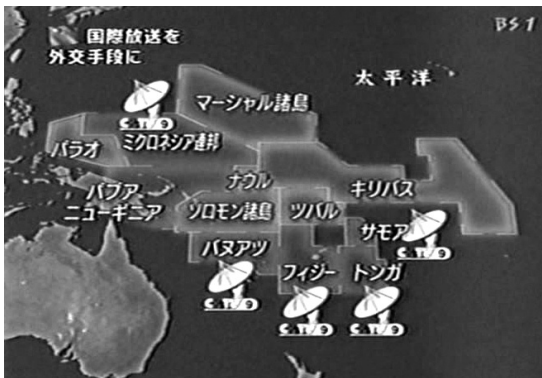 BS1
国際放送を
外交手段に
太平洋
マーシャル諸島
ミクロネシア連邦
パラオ
ナウル
キリバス
パプア
ニューギニア
ソロモン諸島
ツバル
サモア
バヌアツ
フィジー
トンガ